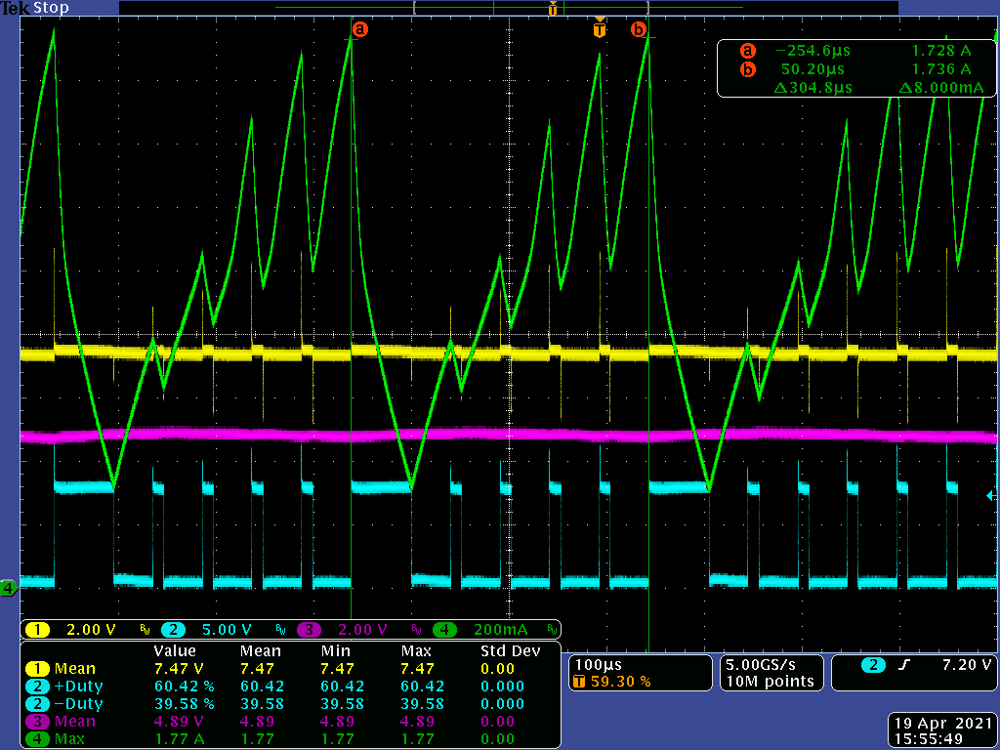 Tek Stop
T
a
T
b
a −254.6µs 1.728 A
b 50.20µs 1.736 A
Δ304.8µs Δ8.000mA
4
1 2.00 V BW 2 5.00 V BW 3 2.00 V BW 4 200mA BW
Value Mean Min Max Std Dev
1 Mean 7.47 V 7.47 7.47 7.47 0.00
2 +Duty 60.42 % 60.42 60.42 60.42 0.000
2 −Duty 39.58 % 39.58 39.58 39.58 0.000
3 Mean 4.89 V 4.89 4.89 4.89 0.00
4 Max 1.77 A 1.77 1.77 1.77 0.00
100µs
T 59.30 %
5.00GS/s
10M points
2 7.20 V
19 Apr 2021
15:55:49